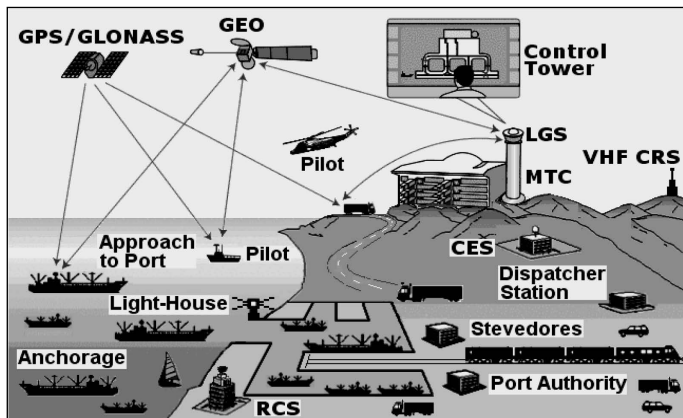 GPS/GLONASS
GEO
Control
Tower
Pilot
LGS
MTC
VHF CRS
Approach
to Port
Pilot
CES
Dispatcher
Station
Light-House
Stevedores
Anchorage
Port Authority
RCS